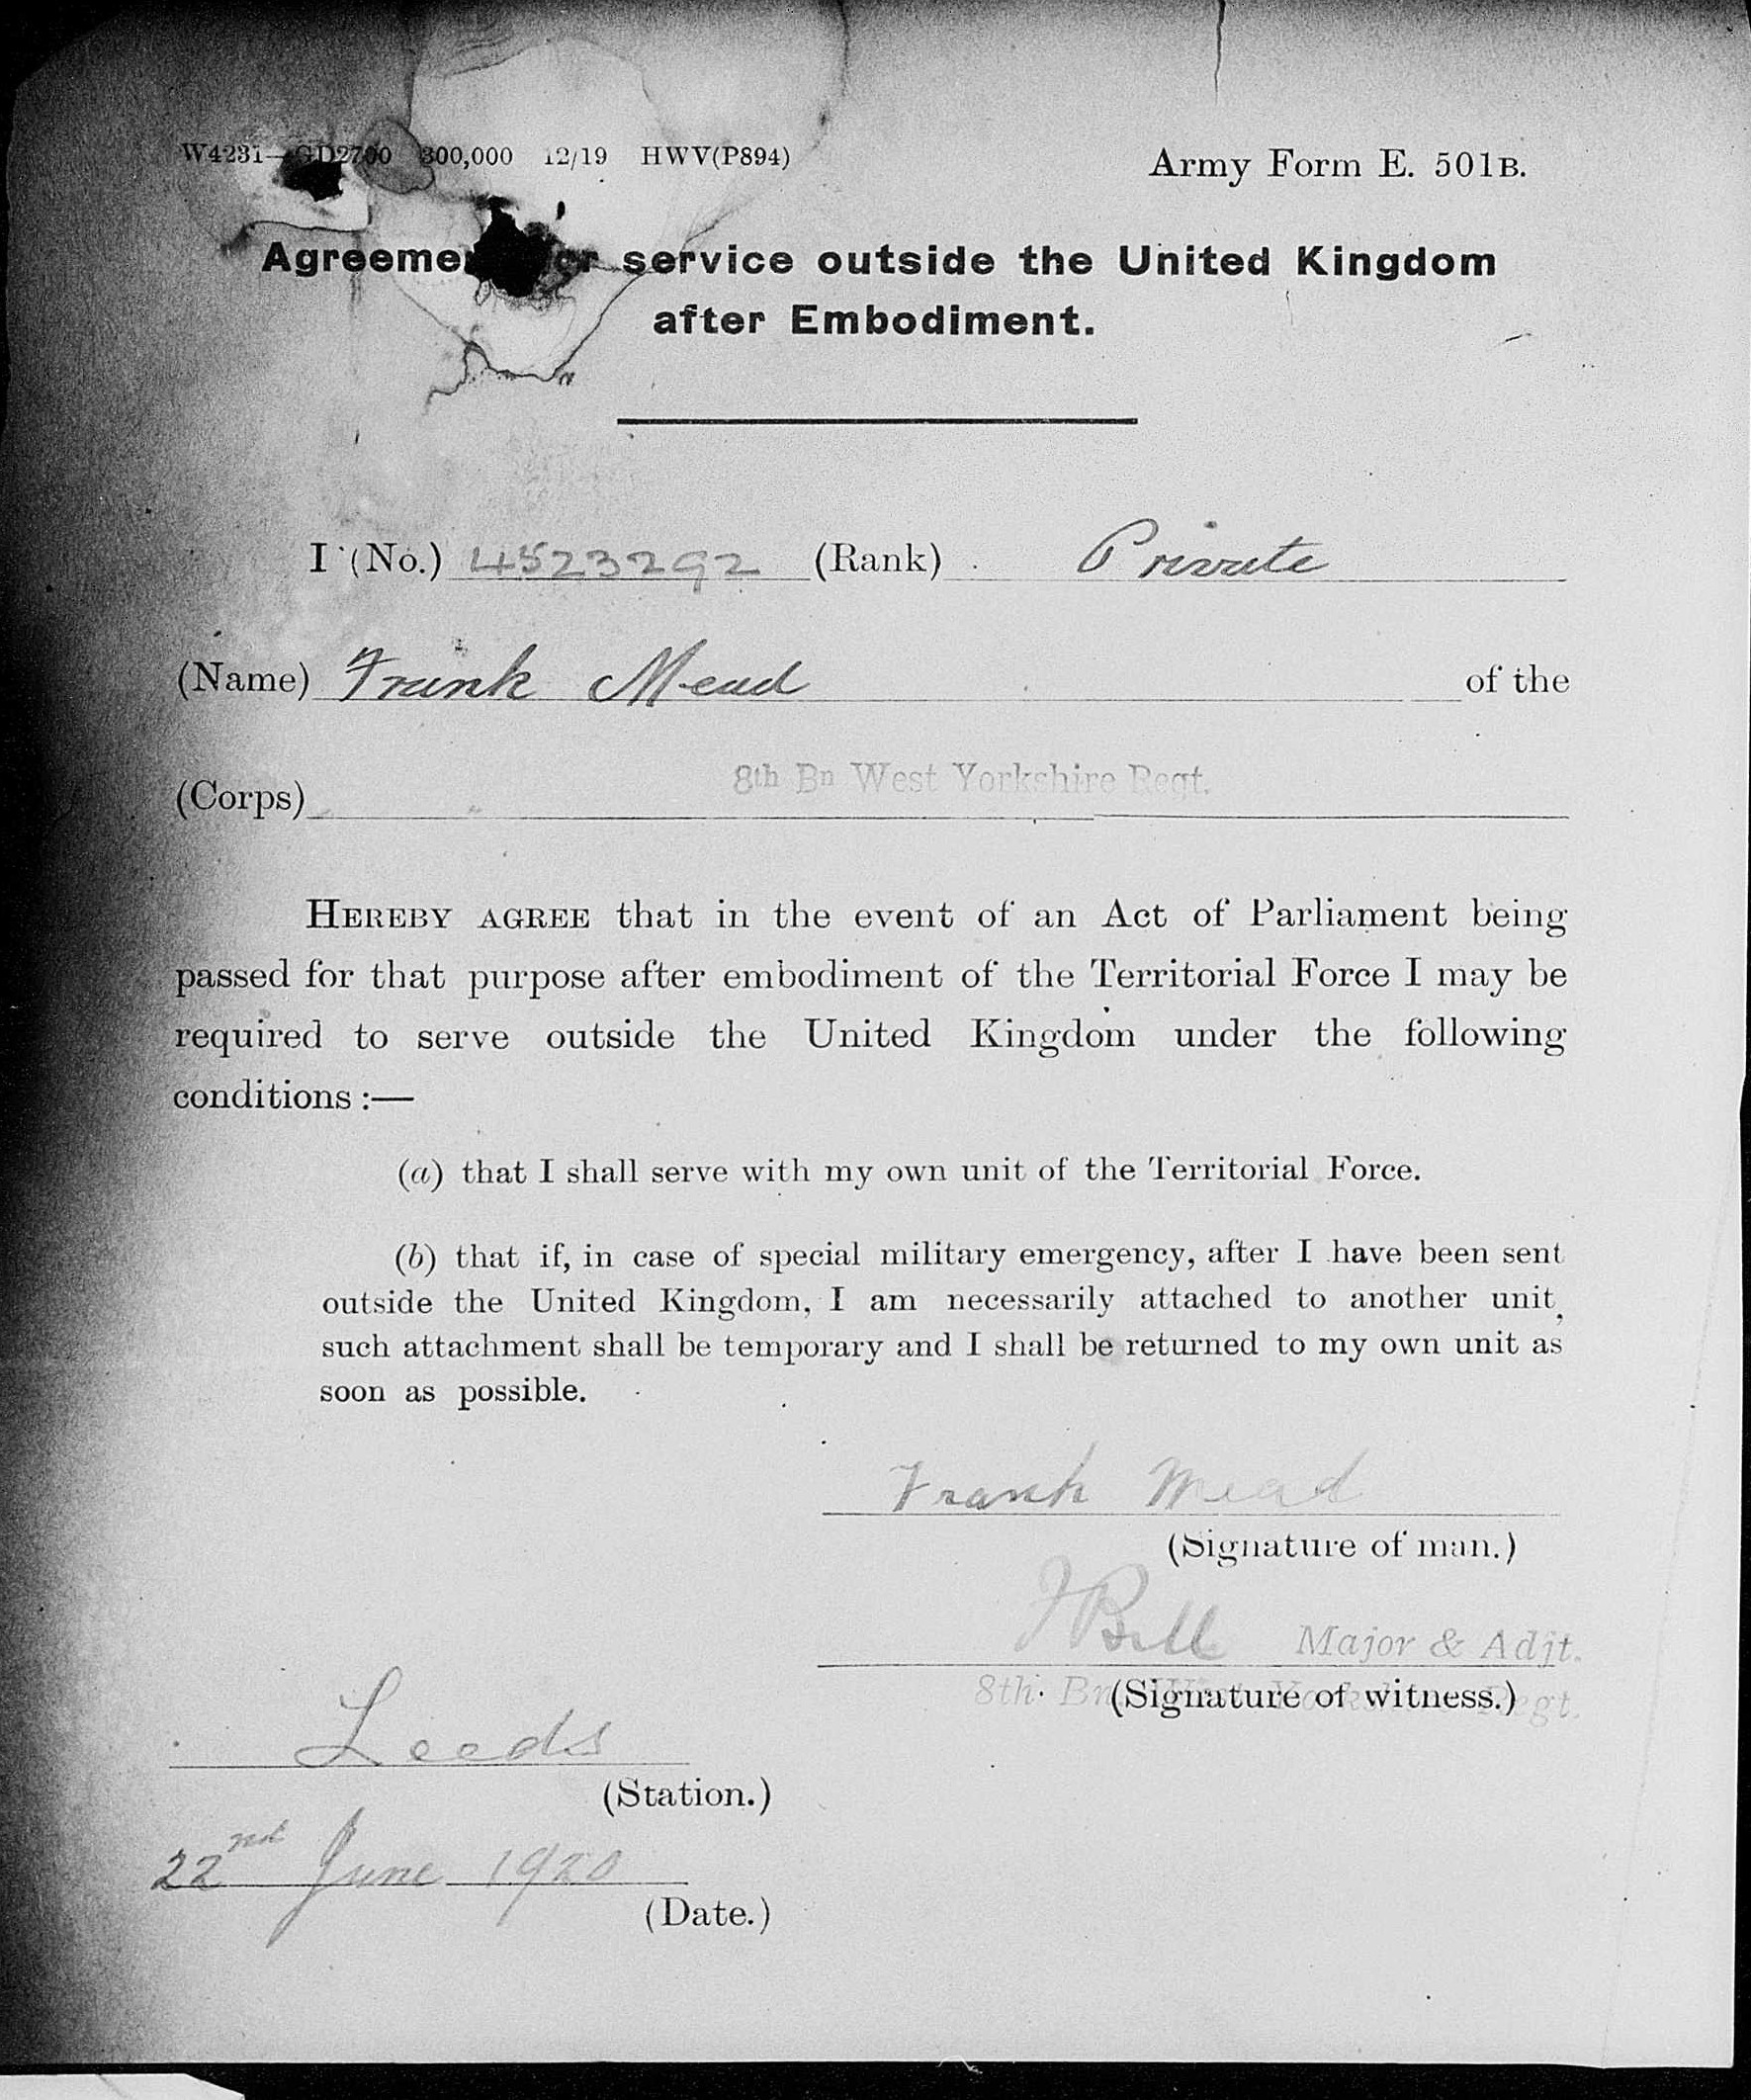 W4231—GD2700 300,000 12/19 HWV(P894)
Army Form E. 501B.
service outside the United Kingdom
after Embodiment.
I (No.) 4523292 (Rank) Private
(Name) Frank Mead of the
(Corps) 8th Bn West Yorkshire Regt.
HEREBY AGREE that in the event of an Act of Parliament being
passed for that purpose after embodiment of the Territorial Force I may be
required to serve outside the United Kingdom under the following
conditions :—
(a) that I shall serve with my own unit of the Territorial Force.
(b) that if, in case of special military emergency, after I have been sent
outside the United Kingdom, I am necessarily attached to another unit,
such attachment shall be temporary and I shall be returned to my own unit as
soon as possible.
Frank Mead
(Signature of man.)
Bell Major & Adjt.
8th Bn West Yorkshire Regt.
(Signature of witness.)
Leeds
(Station.)
22nd June 1920
(Date.)